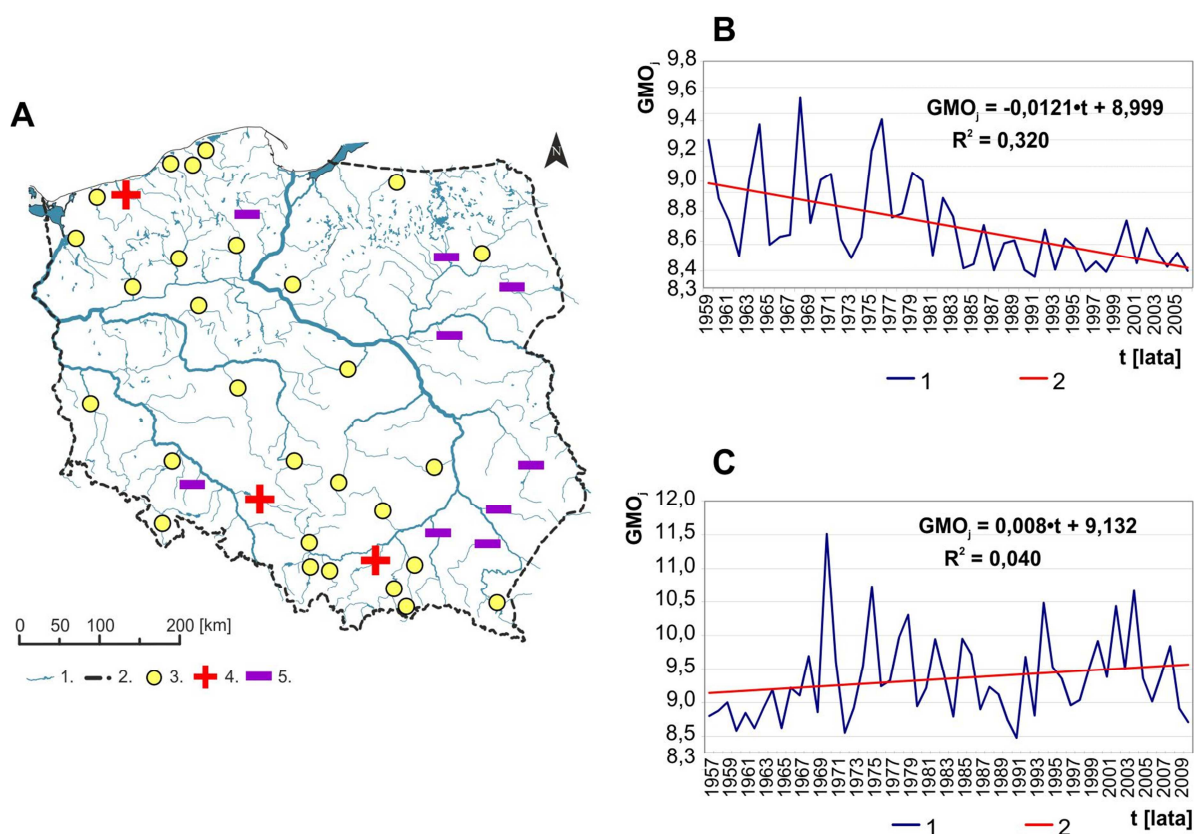 A
N
0 50 100 200 [km]
1. 2. 3. 4. 5.
B
GMOj
9,8
9,6
9,4
9,2
9,0
8,8
8,6
8,4
8,3
GMOj = -0,0121•t + 8,999
R² = 0,320
1959 1961 1963 1965 1967 1969 1971 1973 1975 1977 1979 1981 1983 1985 1987 1989 1991 1993 1995 1997 1999 2001 2003 2005
t [lata]
1 2
C
GMOj
12,0
11,5
11,0
10,5
10,0
9,5
9,0
8,5
8,3
GMOj = 0,008•t + 9,132
R² = 0,040
1957 1959 1961 1963 1965 1967 1969 1971 1973 1975 1977 1979 1981 1983 1985 1987 1989 1991 1993 1995 1997 1999 2001 2003 2005 2007 2009
t [lata]
1 2